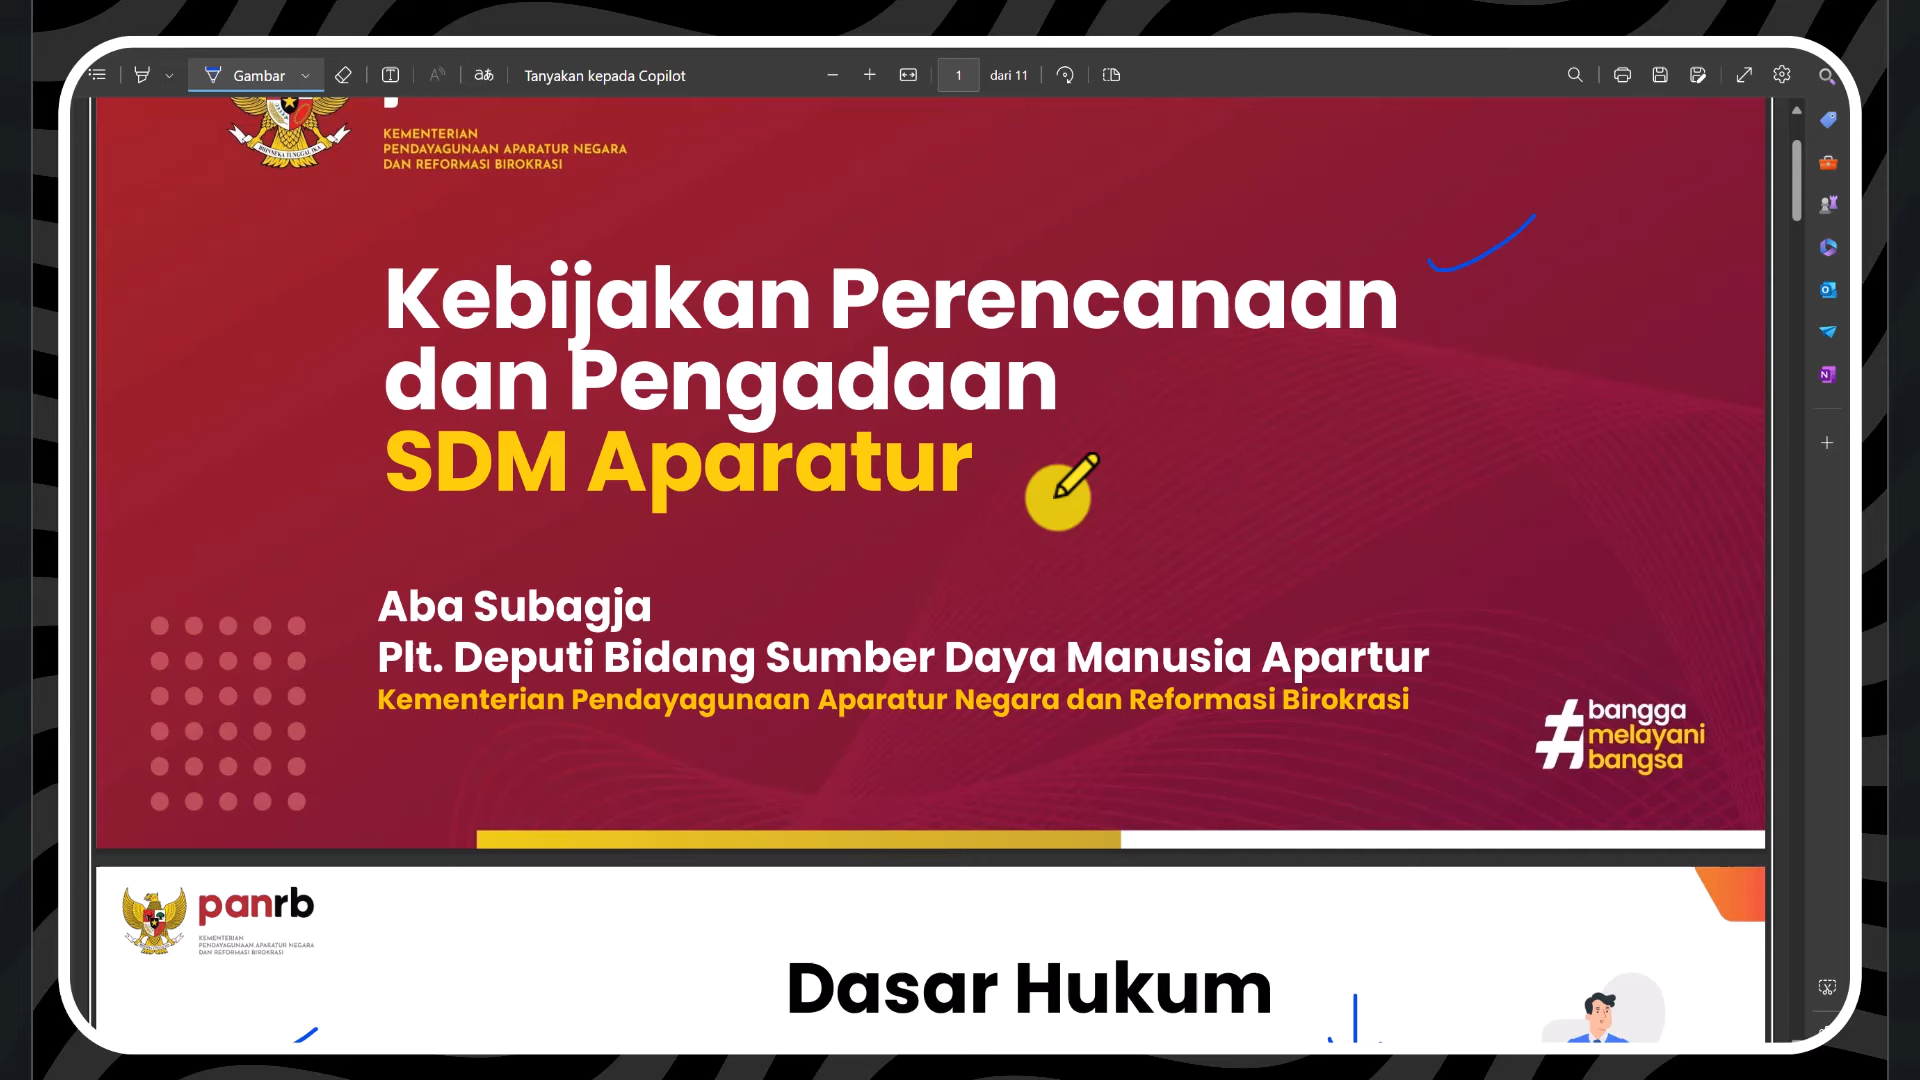 Gambar
Tanyakan kepada Copilot
1 dari 11
KEMENTERIAN
PENDAYAGUNAAN APARATUR NEGARA
DAN REFORMASI BIROKRASI
Kebijakan Perencanaan
dan Pengadaan
SDM Aparatur
Aba Subagja
Plt. Deputi Bidang Sumber Daya Manusia Apartur
Kementerian Pendayagunaan Aparatur Negara dan Reformasi Birokrasi
#bangga
melayani
bangsa
panrb
KEMENTERIAN
PENDAYAGUNAAN APARATUR NEGARA
DAN REFORMASI BIROKRASI
Dasar Hukum